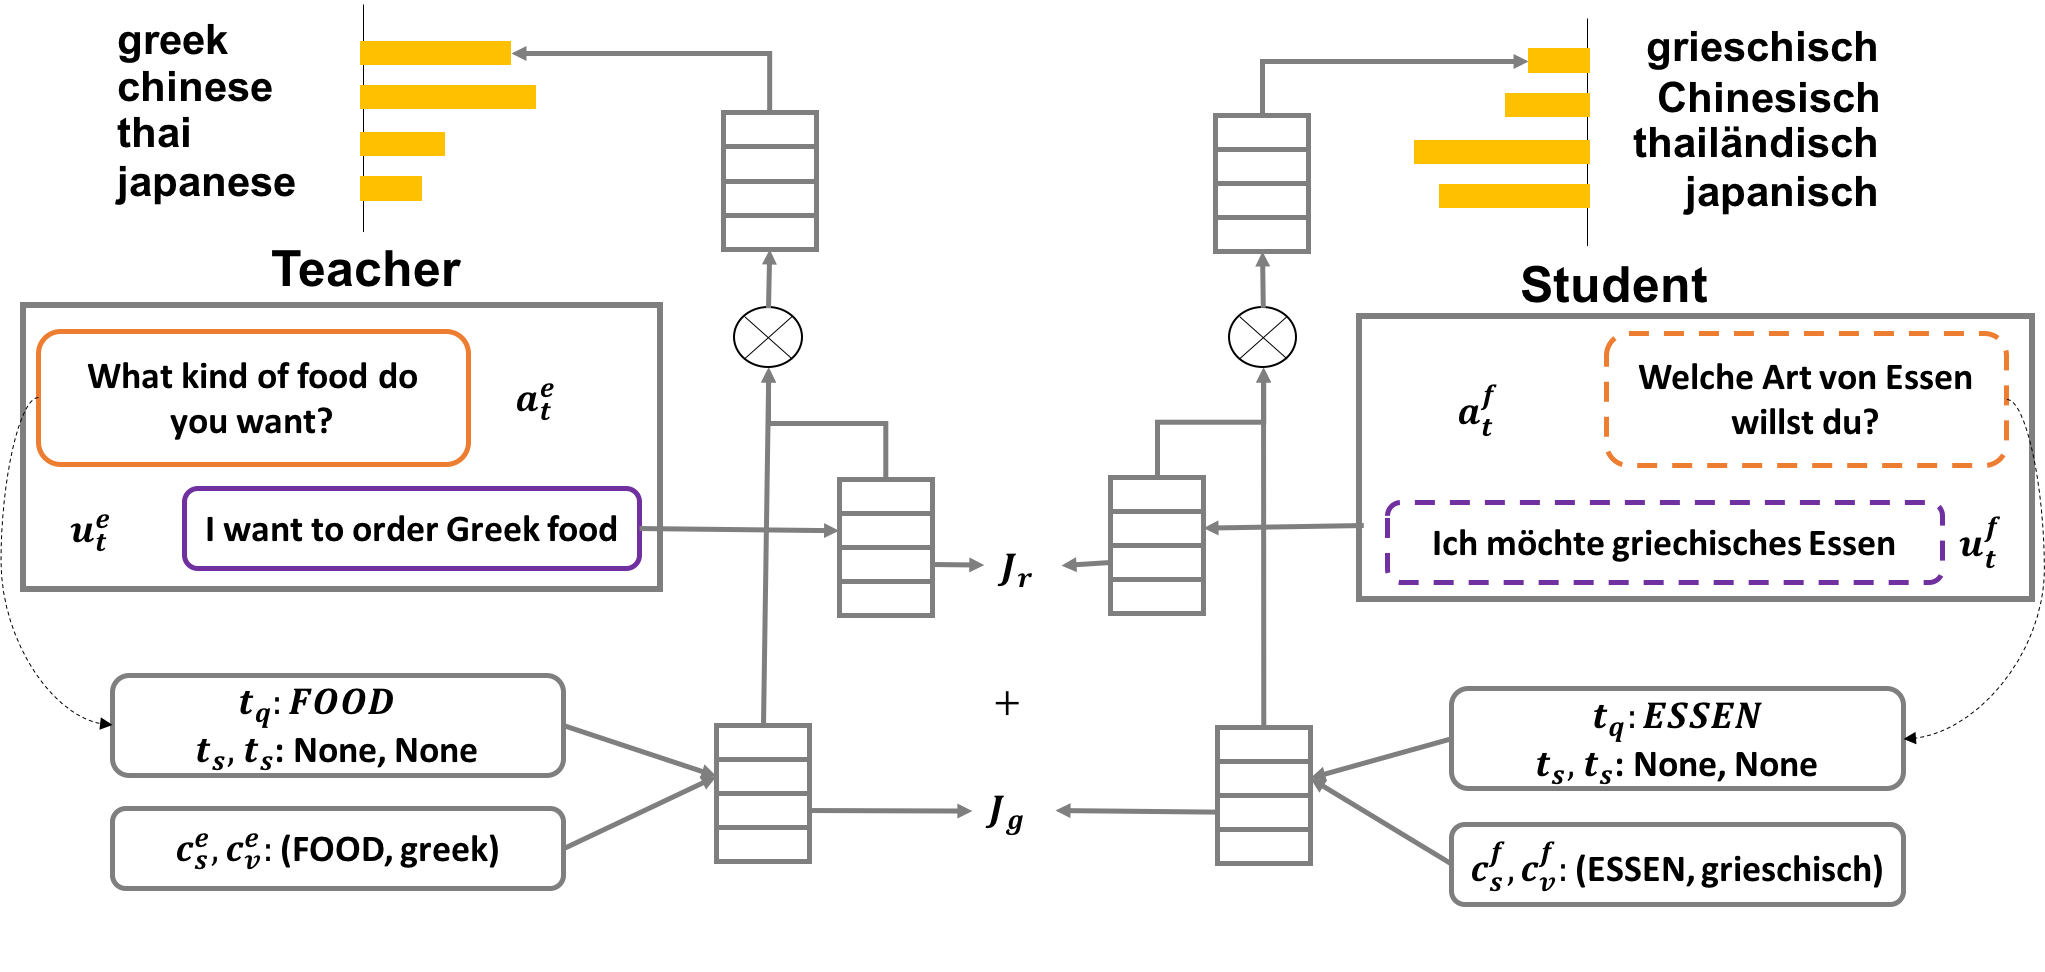 greek
chinese
thai
japanese
Teacher
What kind of food do
you want?
a_t^e
u_t^e
I want to order Greek food
t_q: FOOD
t_s, t_s: None, None
c_s^e, c_v^e: (FOOD, greek)
J_r
+
J_g
grieschisch
Chinesisch
thailändisch
japanisch
Student
a_t^f
Welche Art von Essen
willst du?
Ich möchte griechisches Essen
u_t^f
t_q: ESSEN
t_s, t_s: None, None
c_s^f, c_v^f: (ESSEN, grieschisch)